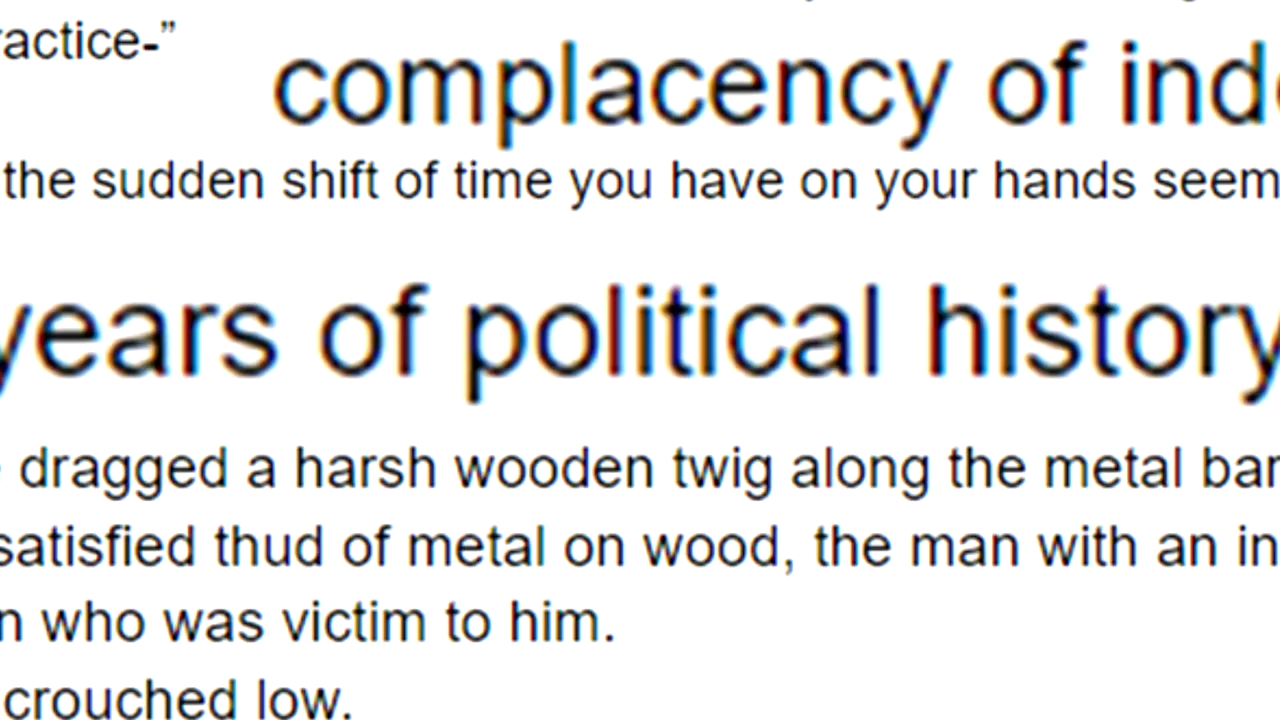 ractice-”
complacency of ind
the sudden shift of time you have on your hands seem
years of political history
dragged a harsh wooden twig along the metal bar
satisfied thud of metal on wood, the man with an in
n who was victim to him.
crouched low.